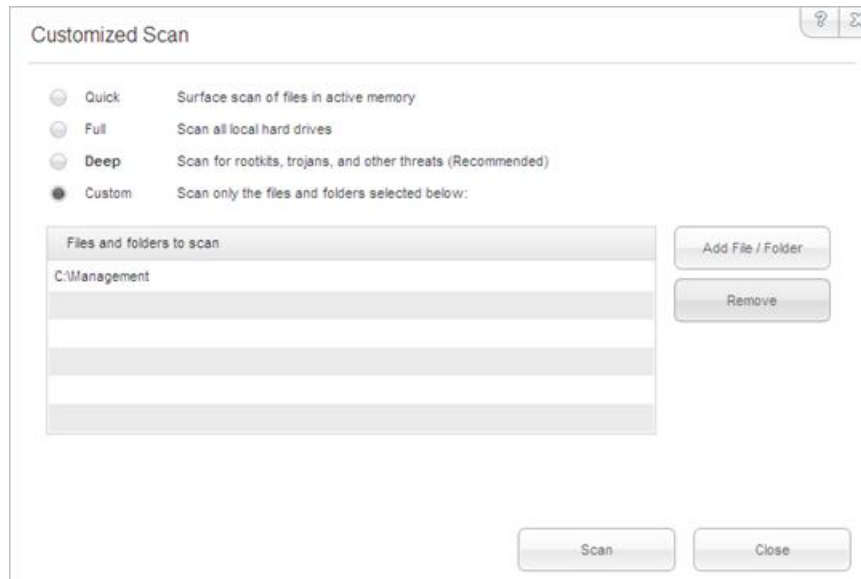 Customized Scan
?
Quick Surface scan of files in active memory
Full Scan all local hard drives
Deep Scan for rootkits, trojans, and other threats (Recommended)
Custom Scan only the files and folders selected below:
Files and folders to scan
C:\Management
Add File / Folder
Remove
Scan
Close